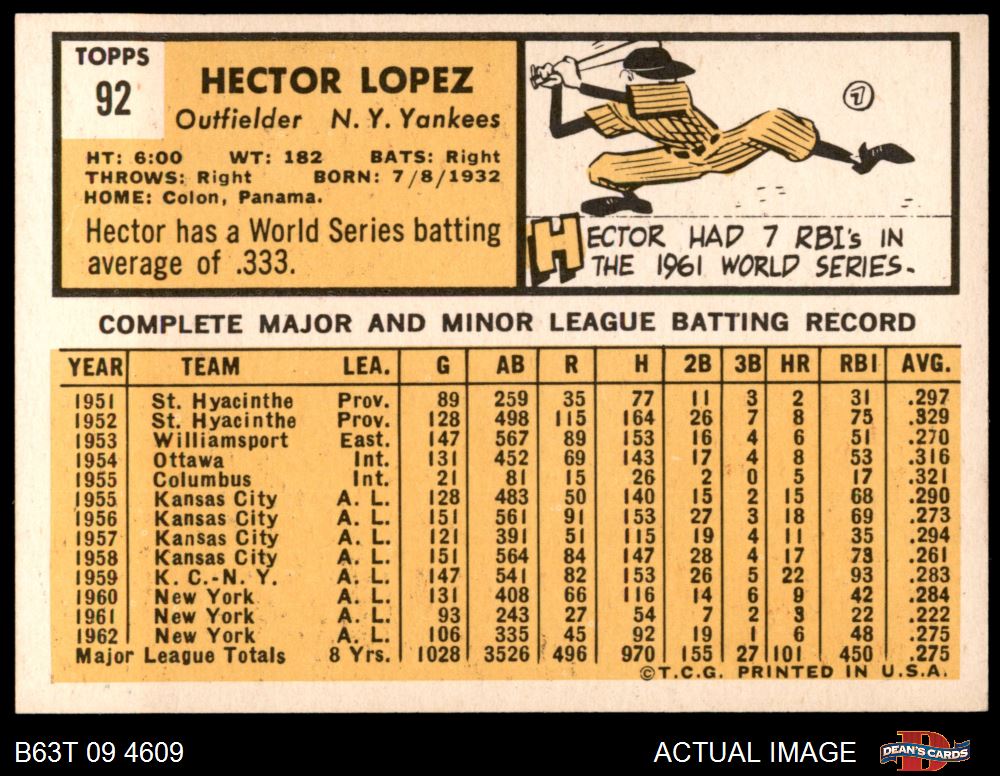 TOPPS
92
HECTOR LOPEZ
Outfielder N. Y. Yankees
HT: 6:00 WT: 182 BATS: Right
THROWS: Right BORN: 7/8/1932
HOME: Colon, Panama.
Hector has a World Series batting
average of .333.
7
HECTOR HAD 7 RBI's IN
THE 1961 WORLD SERIES.
COMPLETE MAJOR AND MINOR LEAGUE BATTING RECORD
YEAR TEAM LEA. G AB R H 2B 3B HR RBI AVG.
1951 St. Hyacinthe Prov. 89 259 35 77 11 3 2 31 .297
1952 St. Hyacinthe Prov. 128 498 115 164 26 7 8 75 .329
1953 Williamsport East. 147 567 89 153 16 4 6 51 .270
1954 Ottawa Int. 131 452 69 143 17 4 8 53 .316
1955 Columbus Int. 21 81 15 26 2 0 5 17 .321
1955 Kansas City A. L. 128 483 50 140 15 2 15 68 .290
1956 Kansas City A. L. 151 561 91 153 27 3 18 69 .273
1957 Kansas City A. L. 121 391 51 115 19 4 11 35 .294
1958 Kansas City A. L. 151 564 84 147 28 4 17 73 .261
1959 K. C.-N. Y. A. L. 147 541 82 153 26 5 22 93 .283
1960 New York A. L. 131 408 66 116 14 6 9 42 .284
1961 New York A. L. 93 243 27 54 7 2 3 22 .222
1962 New York A. L. 106 335 45 92 19 1 6 48 .275
Major League Totals 8 Yrs. 1028 3526 496 970 155 27 101 450 .275
©T.C.G. PRINTED IN U.S.A.
B63T 09 4609 ACTUAL IMAGE DEAN'S CARDS